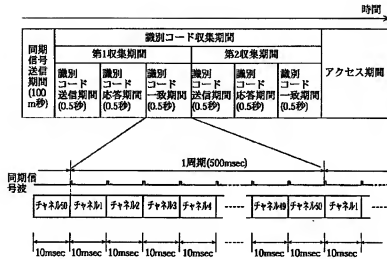 時間
識別コード収集期間
第1収集期間
第2収集期間
同期
信号
送信
期間
(100
m秒)
識別
コード
送信期間
(0.5秒)
識別
コード
応答期間
(0.5秒)
識別
コード
一致期間
(0.5秒)
識別
コード
送信期間
(0.5秒)
識別
コード
応答期間
(0.5秒)
識別
コード
一致期間
(0.5秒)
アクセス期間
1周期(500msec)
同期信
号波
チャネル50
チャネル1
チャネル2
チャネル3
チャネル4
チャネル49
チャネル50
チャネル1
10msec
10msec
10msec
10msec
10msec
10msec
10msec
10msec